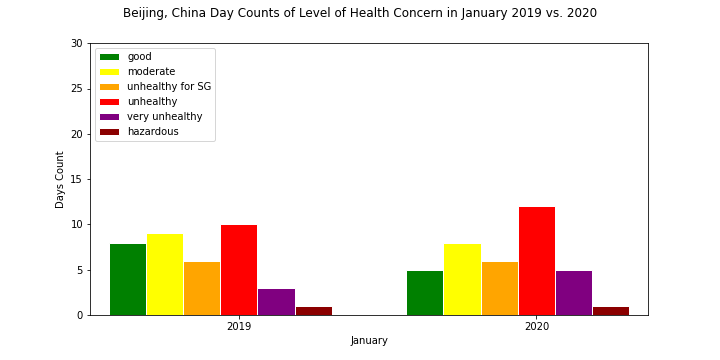 Beijing, China Day Counts of Level of Health Concern in January 2019 vs. 2020
30
25
20
15
10
5
0
Days Count
good
moderate
unhealthy for SG
unhealthy
very unhealthy
hazardous
2019
2020
January